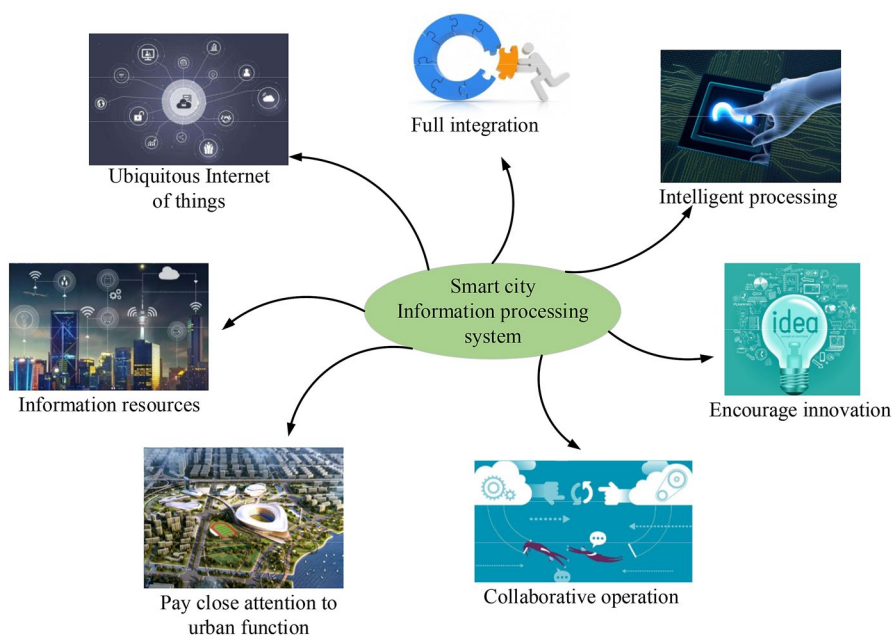 Full integration
Ubiquitous Internet
of things
Intelligent processing
Smart city
Information processing
system
idea
Information resources
Encourage innovation
Pay close attention to
urban function
Collaborative operation